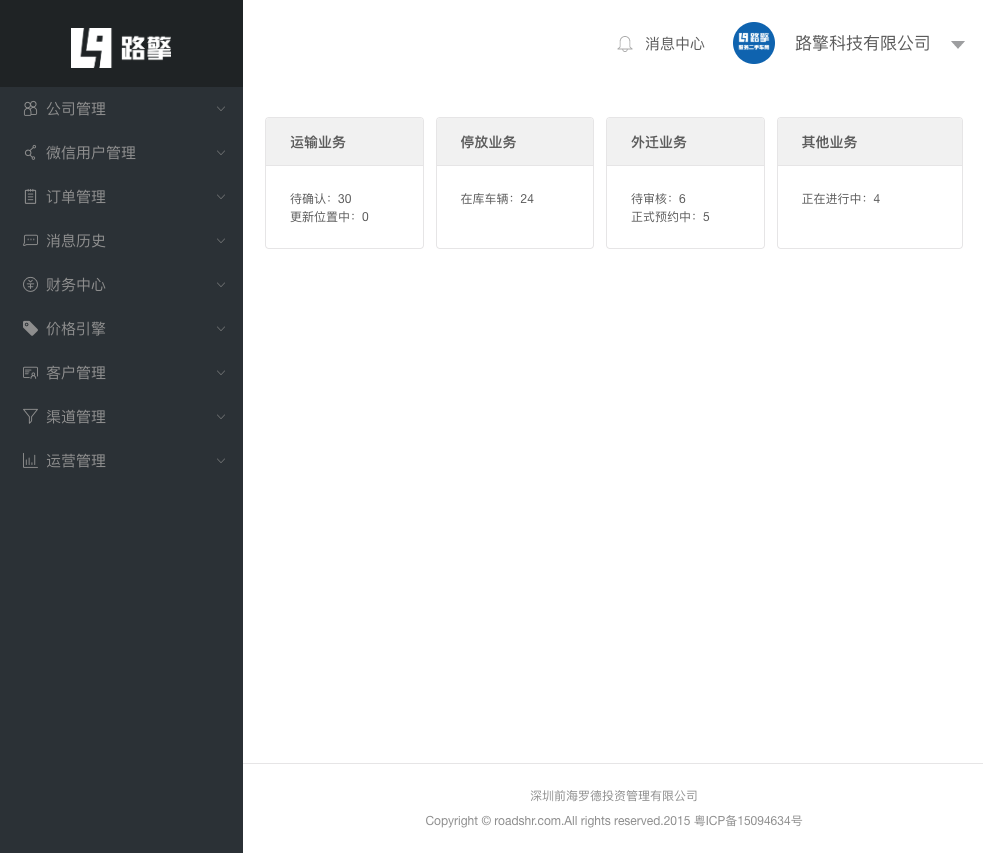 路擎
公司管理
微信用户管理
订单管理
消息历史
财务中心
价格引擎
客户管理
渠道管理
运营管理
消息中心
路擎
路擎科技有限公司
运输业务
待确认：30
更新位置中：0
停放业务
在库车辆：24
外迁业务
待审核：6
正式预约中：5
其他业务
正在进行中：4
深圳前海罗德投资管理有限公司
Copyright © roadshr.com.All rights reserved.2015 粤ICP备15094634号